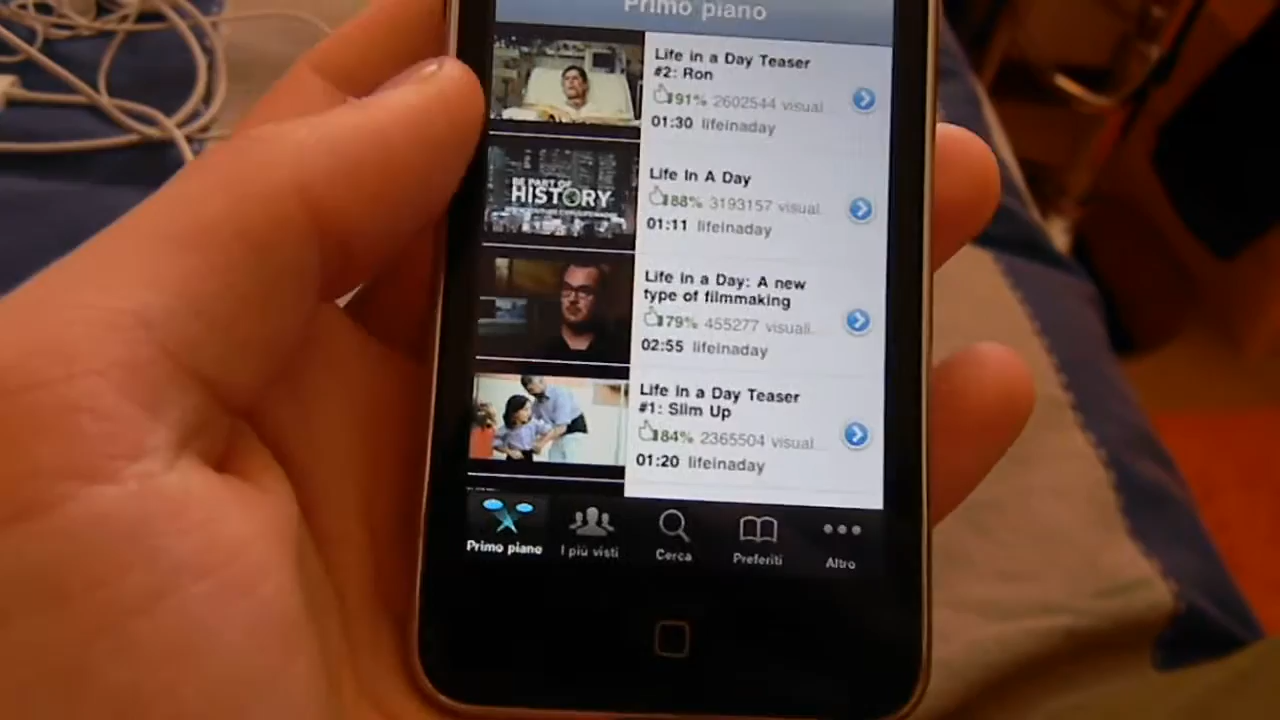 Primo piano
Life in a Day Teaser
#2: Ron
91% 2602544 visual...
01:30 lifeinaday
BE PART OF
HISTORY
Life In A Day
88% 3193157 visual...
01:11 lifeinaday
Life in a Day: A new
type of filmmaking
79% 455277 visuali...
02:55 lifeinaday
Life in a Day Teaser
#1: Slim Up
84% 2365504 visual...
01:20 lifeinaday
Primo piano
I più visti
Cerca
Preferiti
Altro